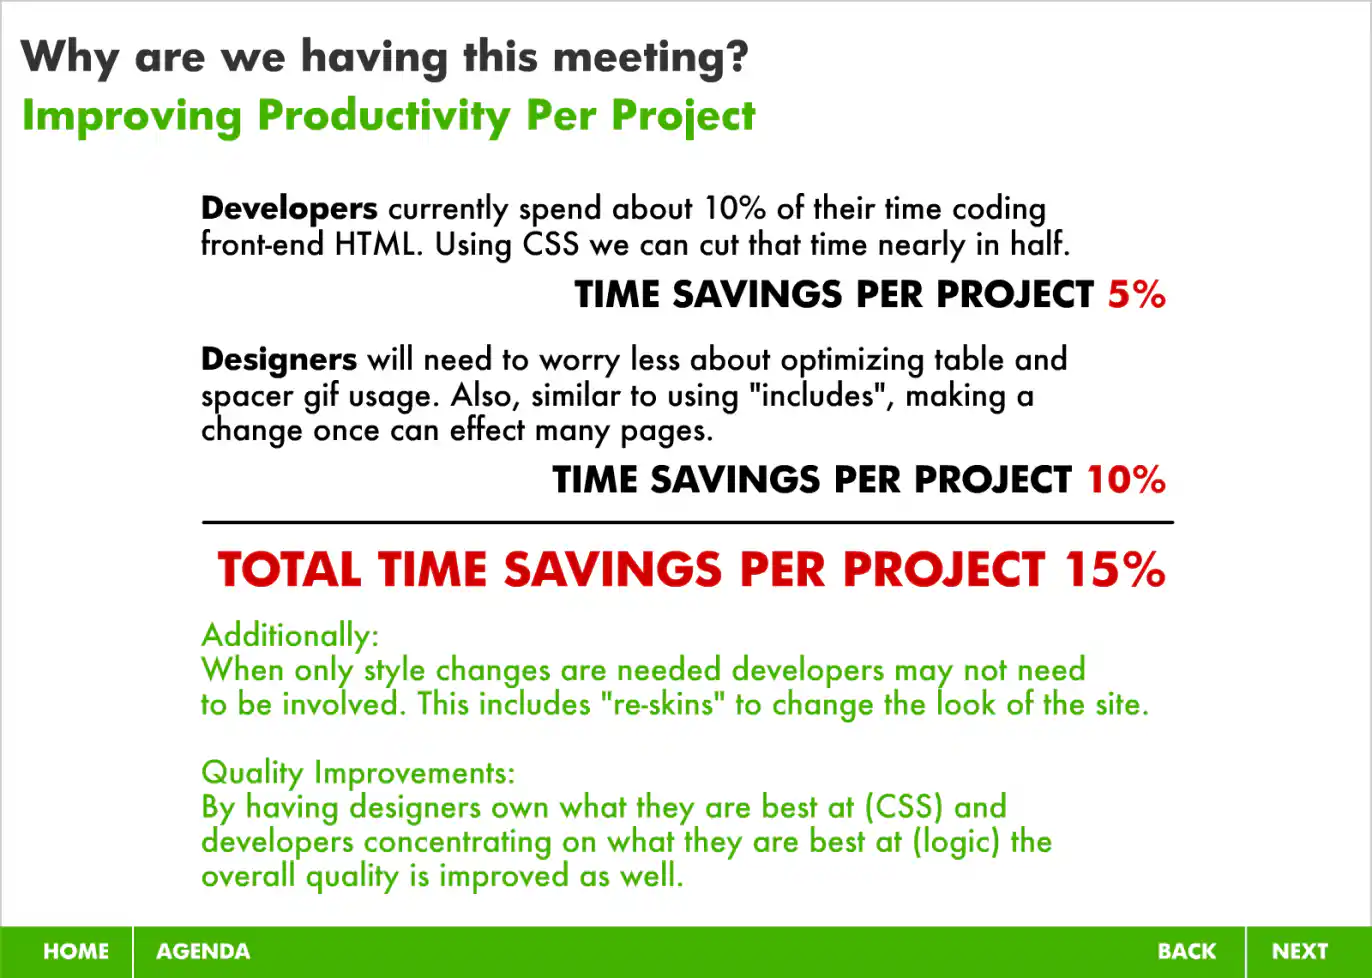 Why are we having this meeting?
Improving Productivity Per Project
Developers currently spend about 10% of their time coding
front-end HTML. Using CSS we can cut that time nearly in half.
TIME SAVINGS PER PROJECT 5%
Designers will need to worry less about optimizing table and
spacer gif usage. Also, similar to using "includes", making a
change once can effect many pages.
TIME SAVINGS PER PROJECT 10%
TOTAL TIME SAVINGS PER PROJECT 15%
Additionally:
When only style changes are needed developers may not need
to be involved. This includes "re-skins" to change the look of the site.
Quality Improvements:
By having designers own what they are best at (CSS) and
developers concentrating on what they are best at (logic) the
overall quality is improved as well.
HOME AGENDA BACK NEXT